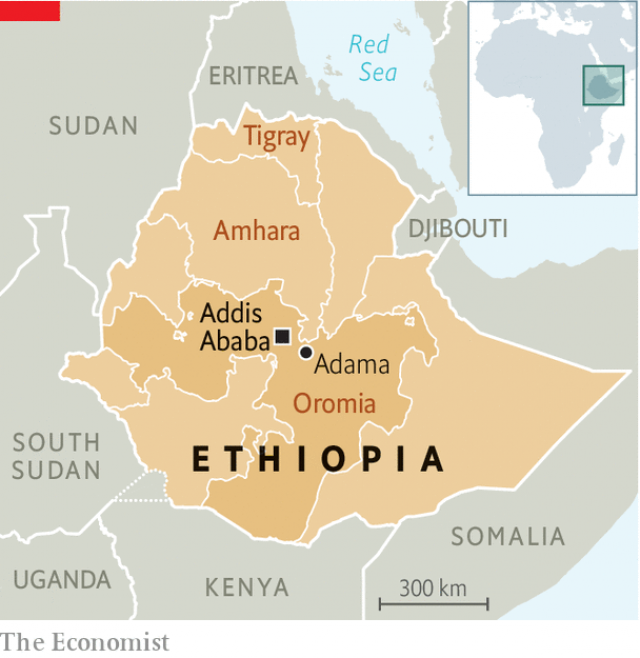 Red
Sea
ERITREA
SUDAN
Tigray
Amhara
DJIBOUTI
Addis
Ababa
Adama
Oromia
ETHIOPIA
SOUTH
SUDAN
SOMALIA
UGANDA
KENYA
300 km
The Economist